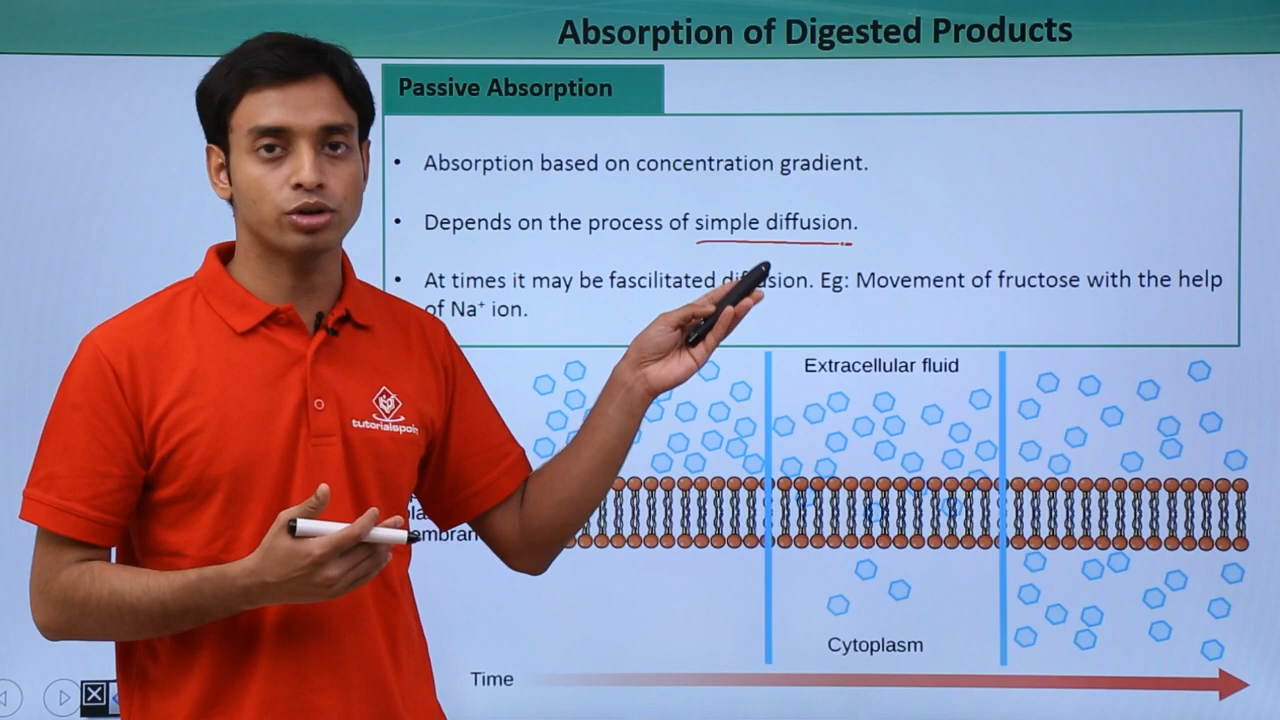 Absorption of Digested Products
Passive Absorption
• Absorption based on concentration gradient.
• Depends on the process of simple diffusion.
• At times it may be fascilitated diffusion. Eg: Movement of fructose with the help
of Na⁺ ion.
tutorialspoint
Extracellular fluid
Cytoplasm
Time